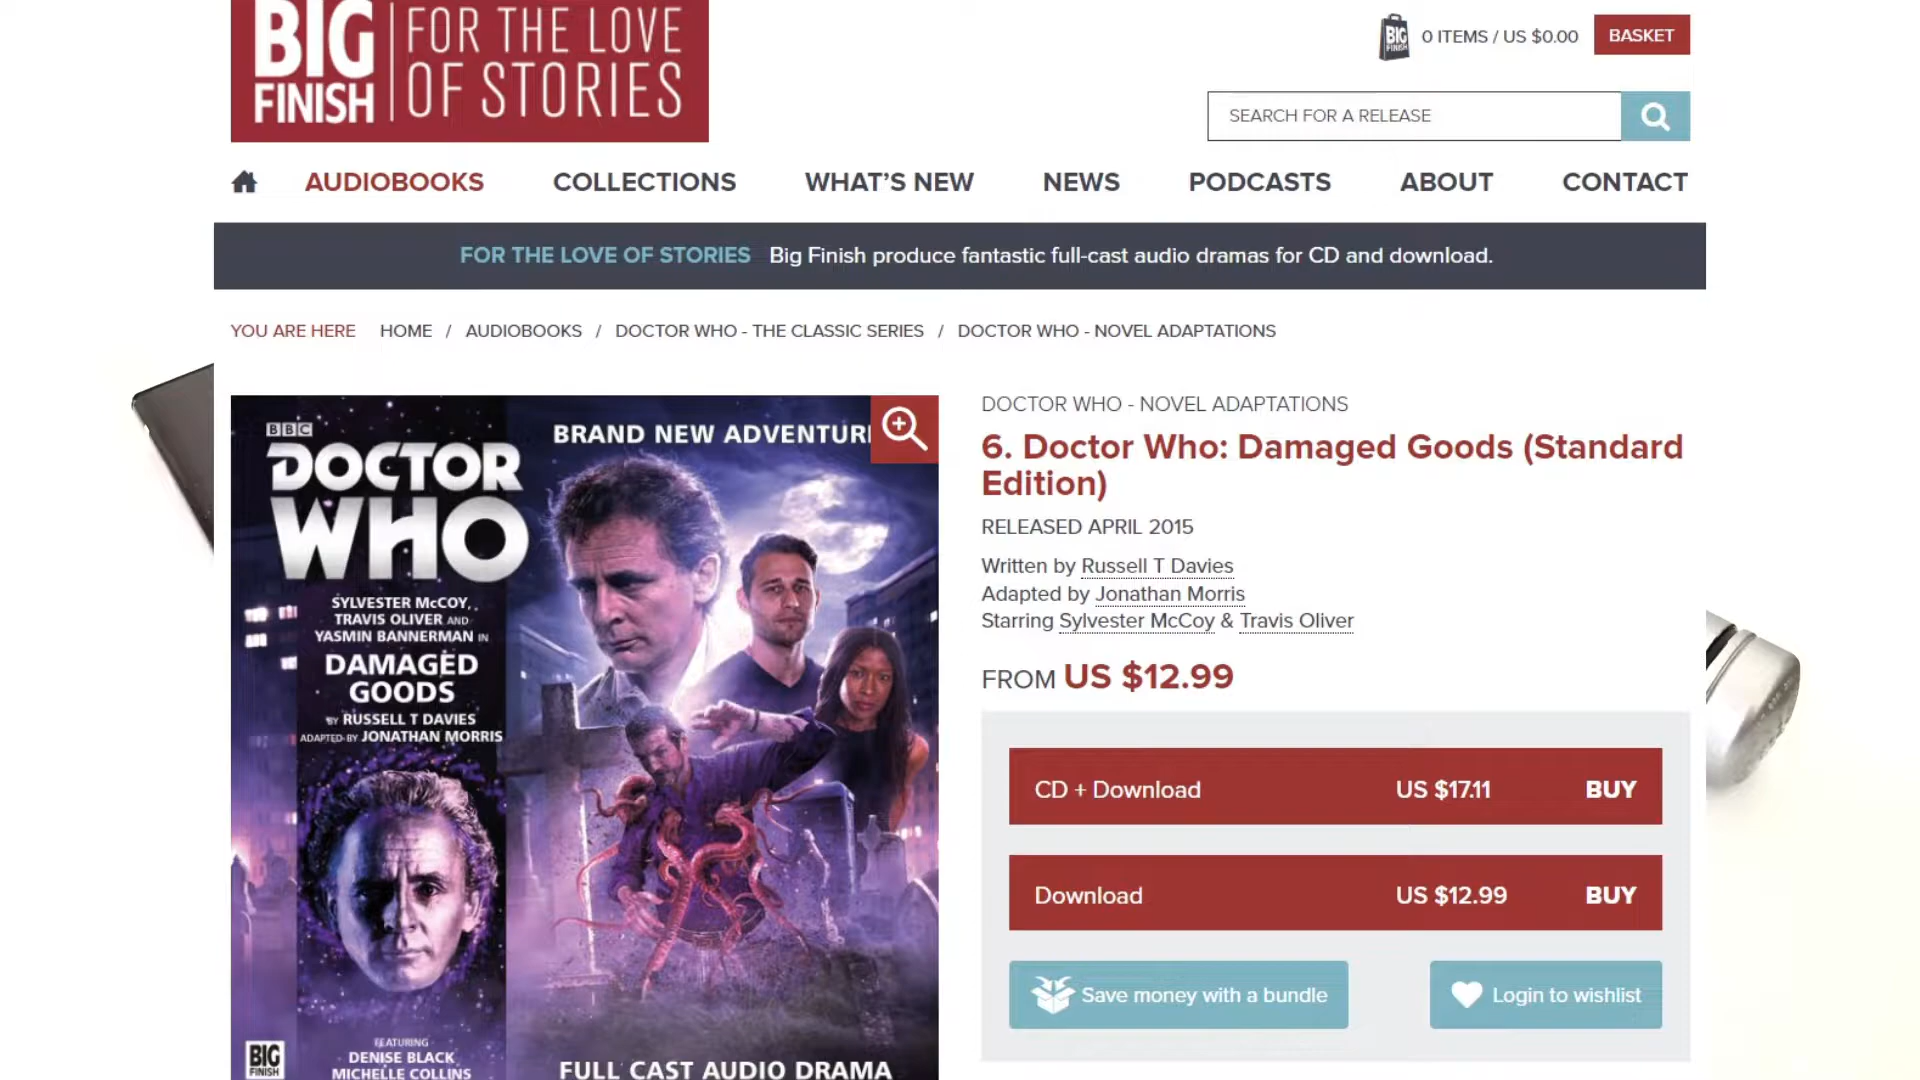 BIG
FINISH
FOR THE LOVE
OF STORIES
BIG
FINISH
0 ITEMS / US $0.00
BASKET
SEARCH FOR A RELEASE
AUDIOBOOKS
COLLECTIONS
WHAT'S NEW
NEWS
PODCASTS
ABOUT
CONTACT
FOR THE LOVE OF STORIES Big Finish produce fantastic full-cast audio dramas for CD and download.
YOU ARE HERE HOME / AUDIOBOOKS / DOCTOR WHO - THE CLASSIC SERIES / DOCTOR WHO - NOVEL ADAPTATIONS
BBC
DOCTOR
WHO
BRAND NEW ADVENTUR
SYLVESTER McCOY,
TRAVIS OLIVER AND
YASMIN BANNERMAN IN
DAMAGED
GOODS
BY RUSSELL T DAVIES
ADAPTED BY JONATHAN MORRIS
FEATURING
DENISE BLACK
MICHELLE COLLINS
BIG
FINISH
FULL CAST AUDIO DRAMA
DOCTOR WHO - NOVEL ADAPTATIONS
6. Doctor Who: Damaged Goods (Standard
Edition)
RELEASED APRIL 2015
Written by Russell T Davies
Adapted by Jonathan Morris
Starring Sylvester McCoy & Travis Oliver
FROM US $12.99
CD + Download US $17.11 BUY
Download US $12.99 BUY
Save money with a bundle
Login to wishlist